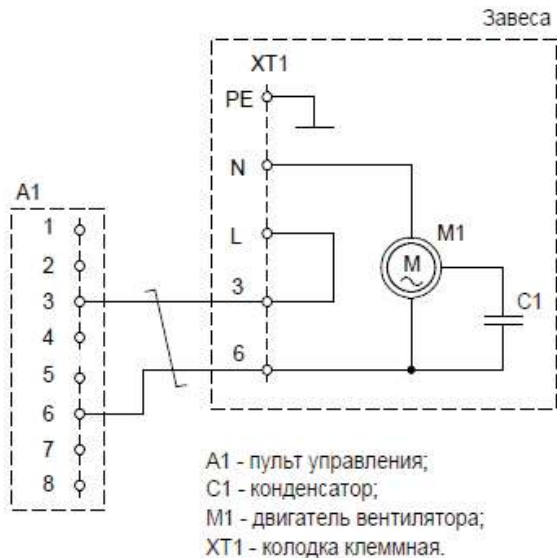 Завеса
XT1
PE
N
A1
1
L
M1
2
M
3
3
C1
4
5
6
6
7
8
A1 - пульт управления;
C1 - конденсатор;
M1 - двигатель вентилятора;
XT1 - колодка клеммная.